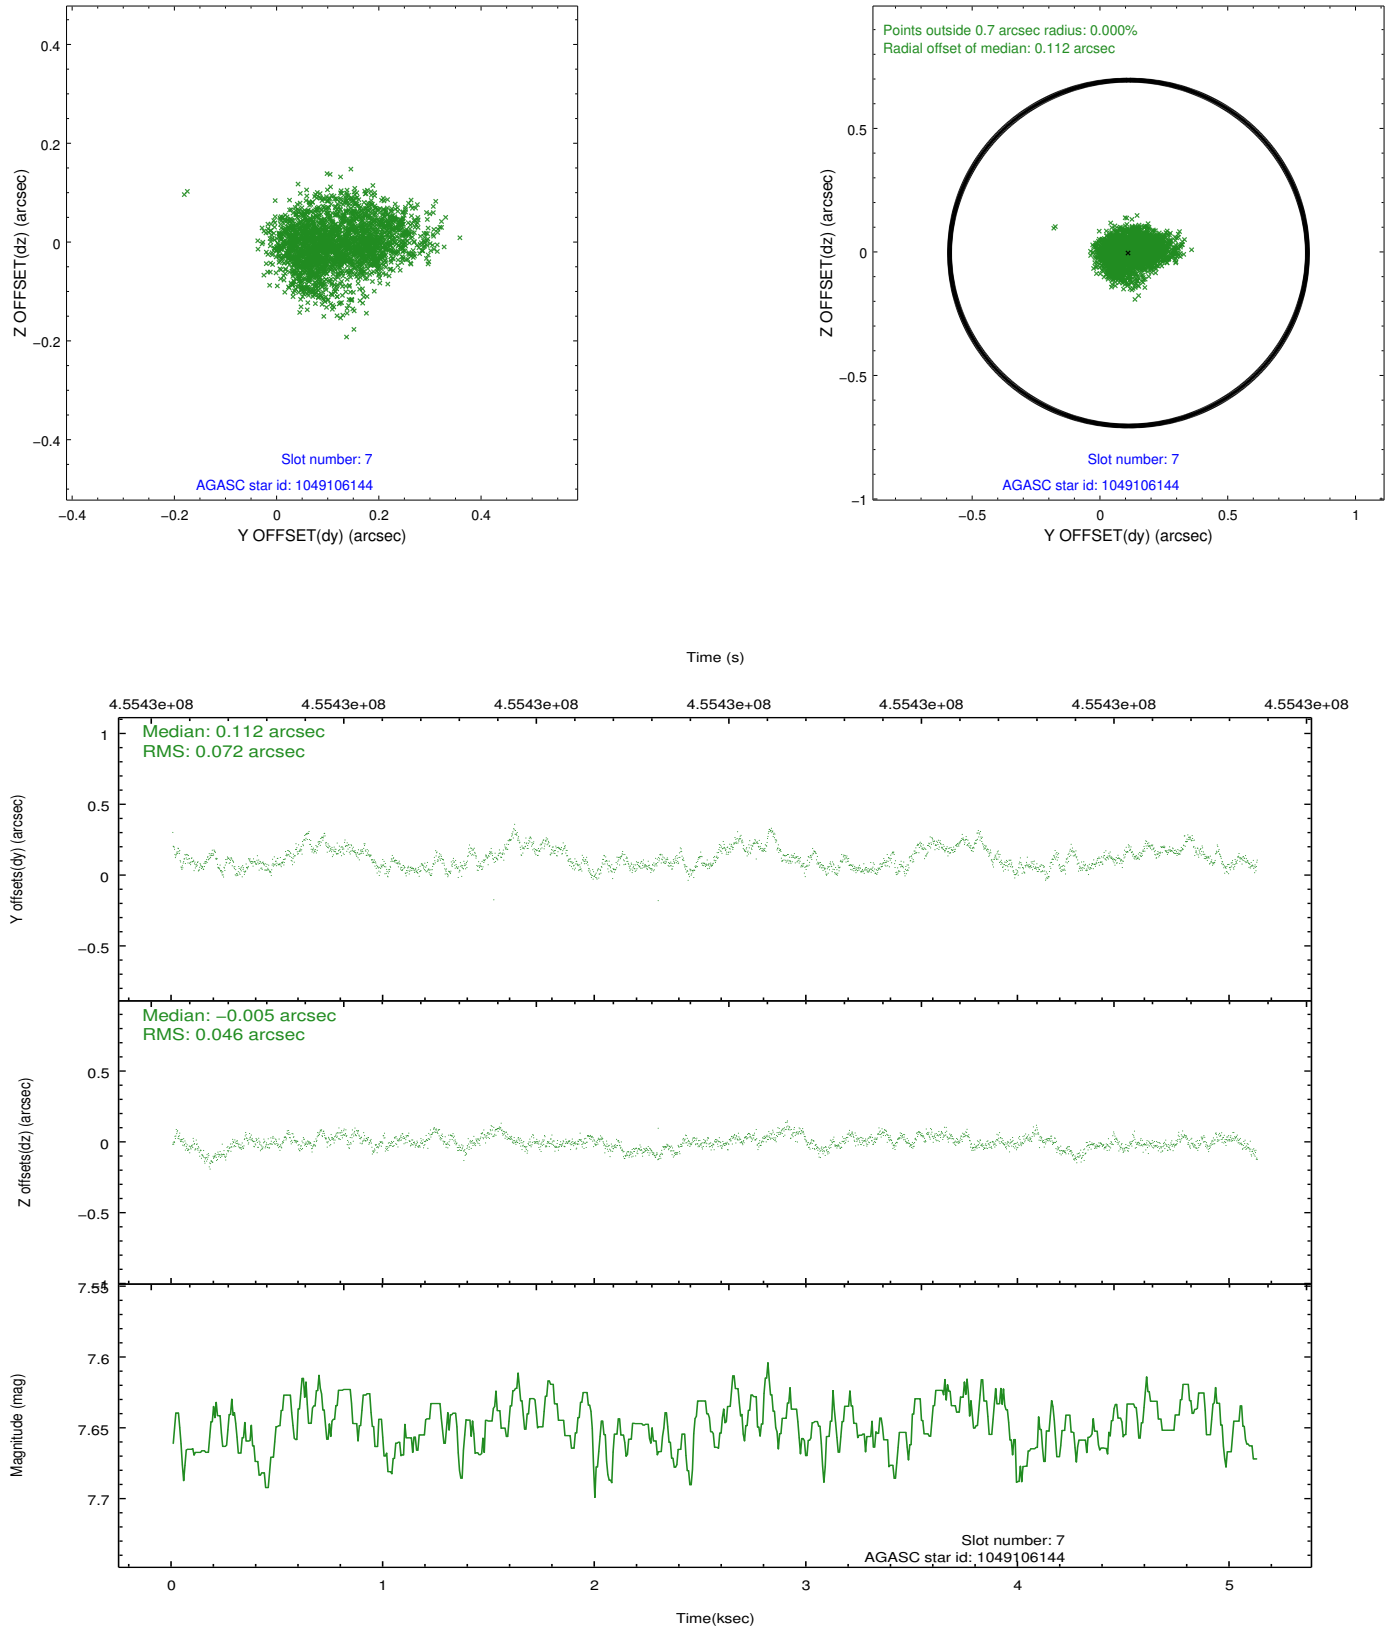 0.4
0.2
0
−0.2
−0.4
Z OFFSET(dz) (arcsec)
Slot number: 7
AGASC star id: 1049106144
−0.4 −0.2 0 0.2 0.4
Y OFFSET(dy) (arcsec)
Points outside 0.7 arcsec radius: 0.000%
Radial offset of median: 0.112 arcsec
0.5
0
−0.5
−1
Z OFFSET(dz) (arcsec)
Slot number: 7
AGASC star id: 1049106144
−0.5 0 0.5 1
Y OFFSET(dy) (arcsec)
Time (s)
4.5543e+08 4.5543e+08 4.5543e+08 4.5543e+08 4.5543e+08 4.5543e+08 4.5543e+08
Median: 0.112 arcsec
RMS: 0.072 arcsec
1
0.5
0
−0.5
Y offsets(dy) (arcsec)
Median: −0.005 arcsec
RMS: 0.046 arcsec
0.5
0
−0.5
Z offsets(dz) (arcsec)
7.55
7.6
7.65
7.7
Magnitude (mag)
Slot number: 7
AGASC star id: 1049106144
0 1 2 3 4 5
Time(ksec)